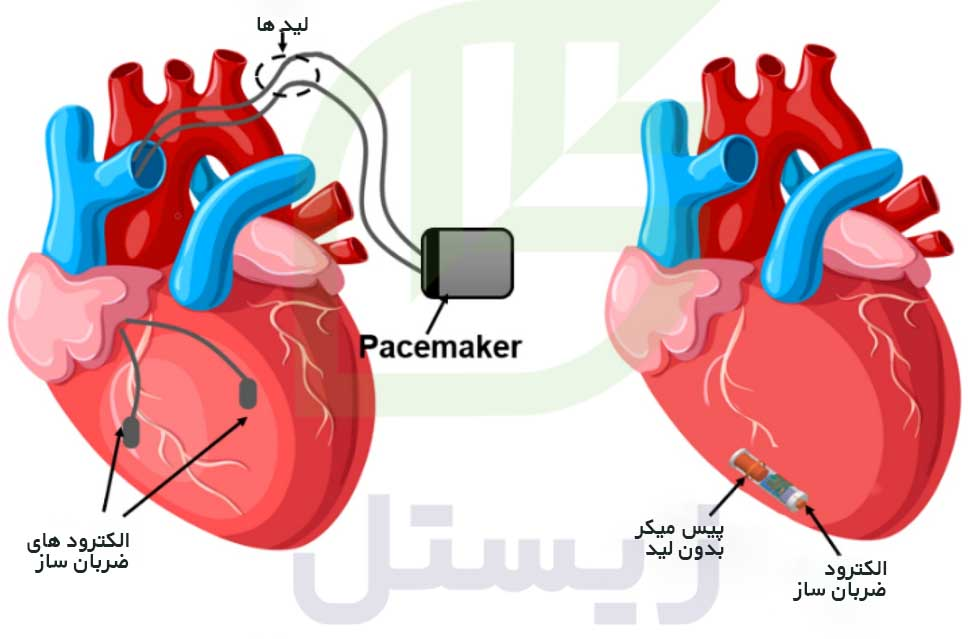 لید ها
Pacemaker
الکترود های
ضربان ساز
پیس میکر
بدون لید
الکترود
ضربان ساز
ریستل